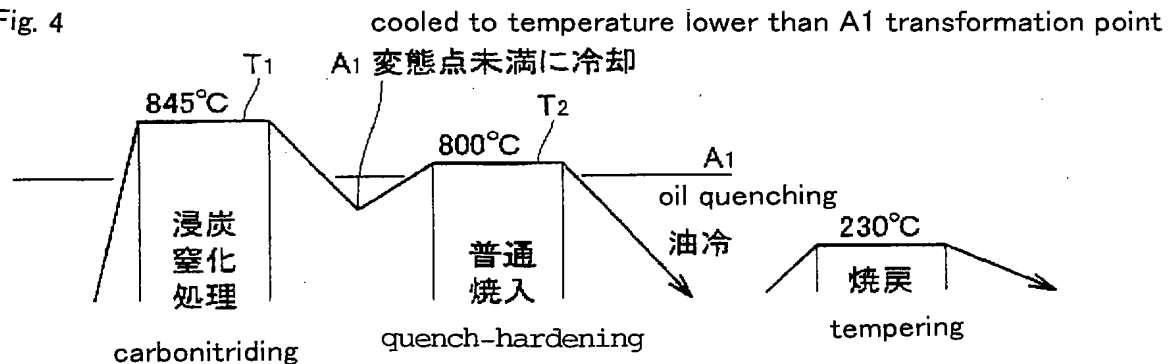 Fig. 4
cooled to temperature lower than A1 transformation point
T1
A1 変態点未満に冷却
845°C
T2
800°C
A1
oil quenching
油冷
230°C
浸炭
窒化
処理
普通
焼入
焼戻
carbonitriding
quench-hardening
tempering